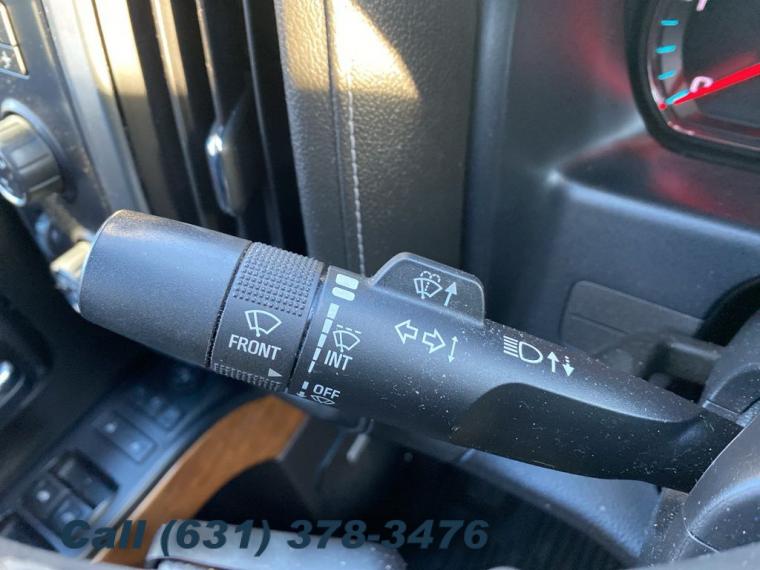 FRONT
INT
OFF
Call (631) 378-3476